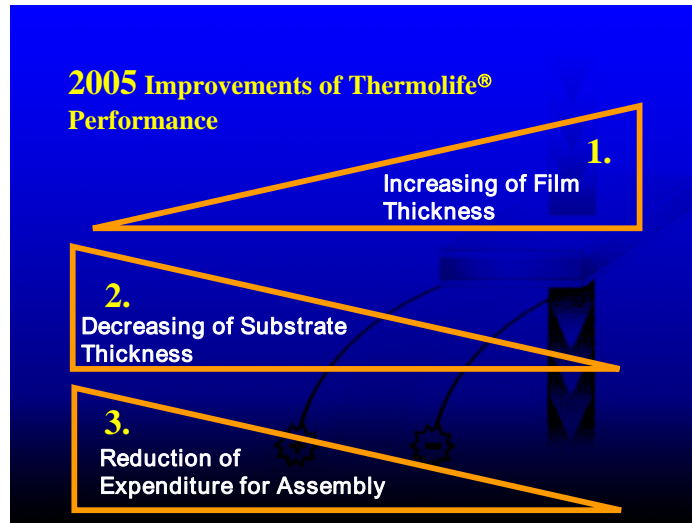 2005 Improvements of Thermolife®
Performance
1.
Increasing of Film
Thickness
2.
Decreasing of Substrate
Thickness
3.
Reduction of
Expenditure for Assembly